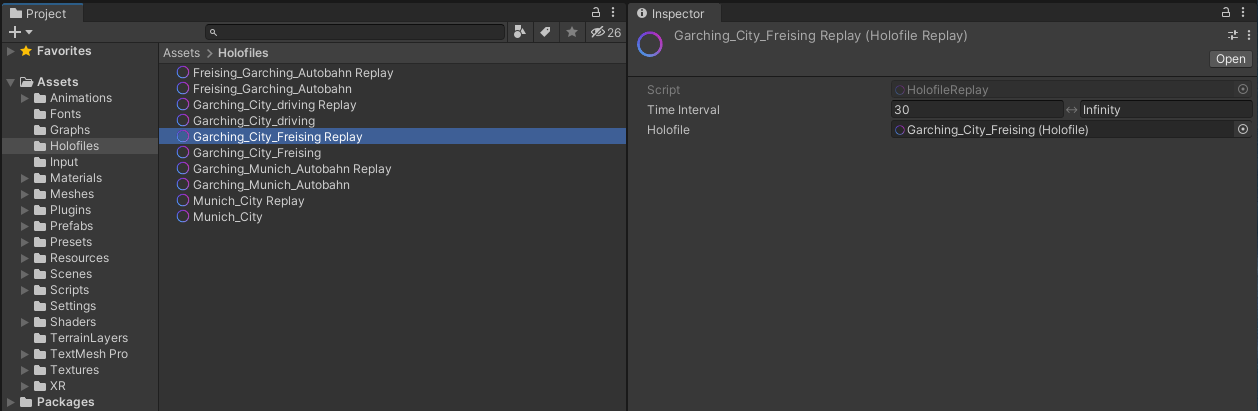 Project
26
Favorites
Assets
Animations
Fonts
Graphs
Holofiles
Input
Materials
Meshes
Plugins
Prefabs
Presets
Resources
Scenes
Scripts
Settings
Shaders
TerrainLayers
TextMesh Pro
Textures
XR
Packages
Assets > Holofiles
Freising_Garching_Autobahn Replay
Freising_Garching_Autobahn
Garching_City_driving Replay
Garching_City_driving
Garching_City_Freising Replay
Garching_City_Freising
Garching_Munich_Autobahn Replay
Garching_Munich_Autobahn
Munich_City Replay
Munich_City
Inspector
Garching_City_Freising Replay (Holofile Replay)
Open
Script HolofileReplay
Time Interval 30 Infinity
Holofile Garching_City_Freising (Holofile)